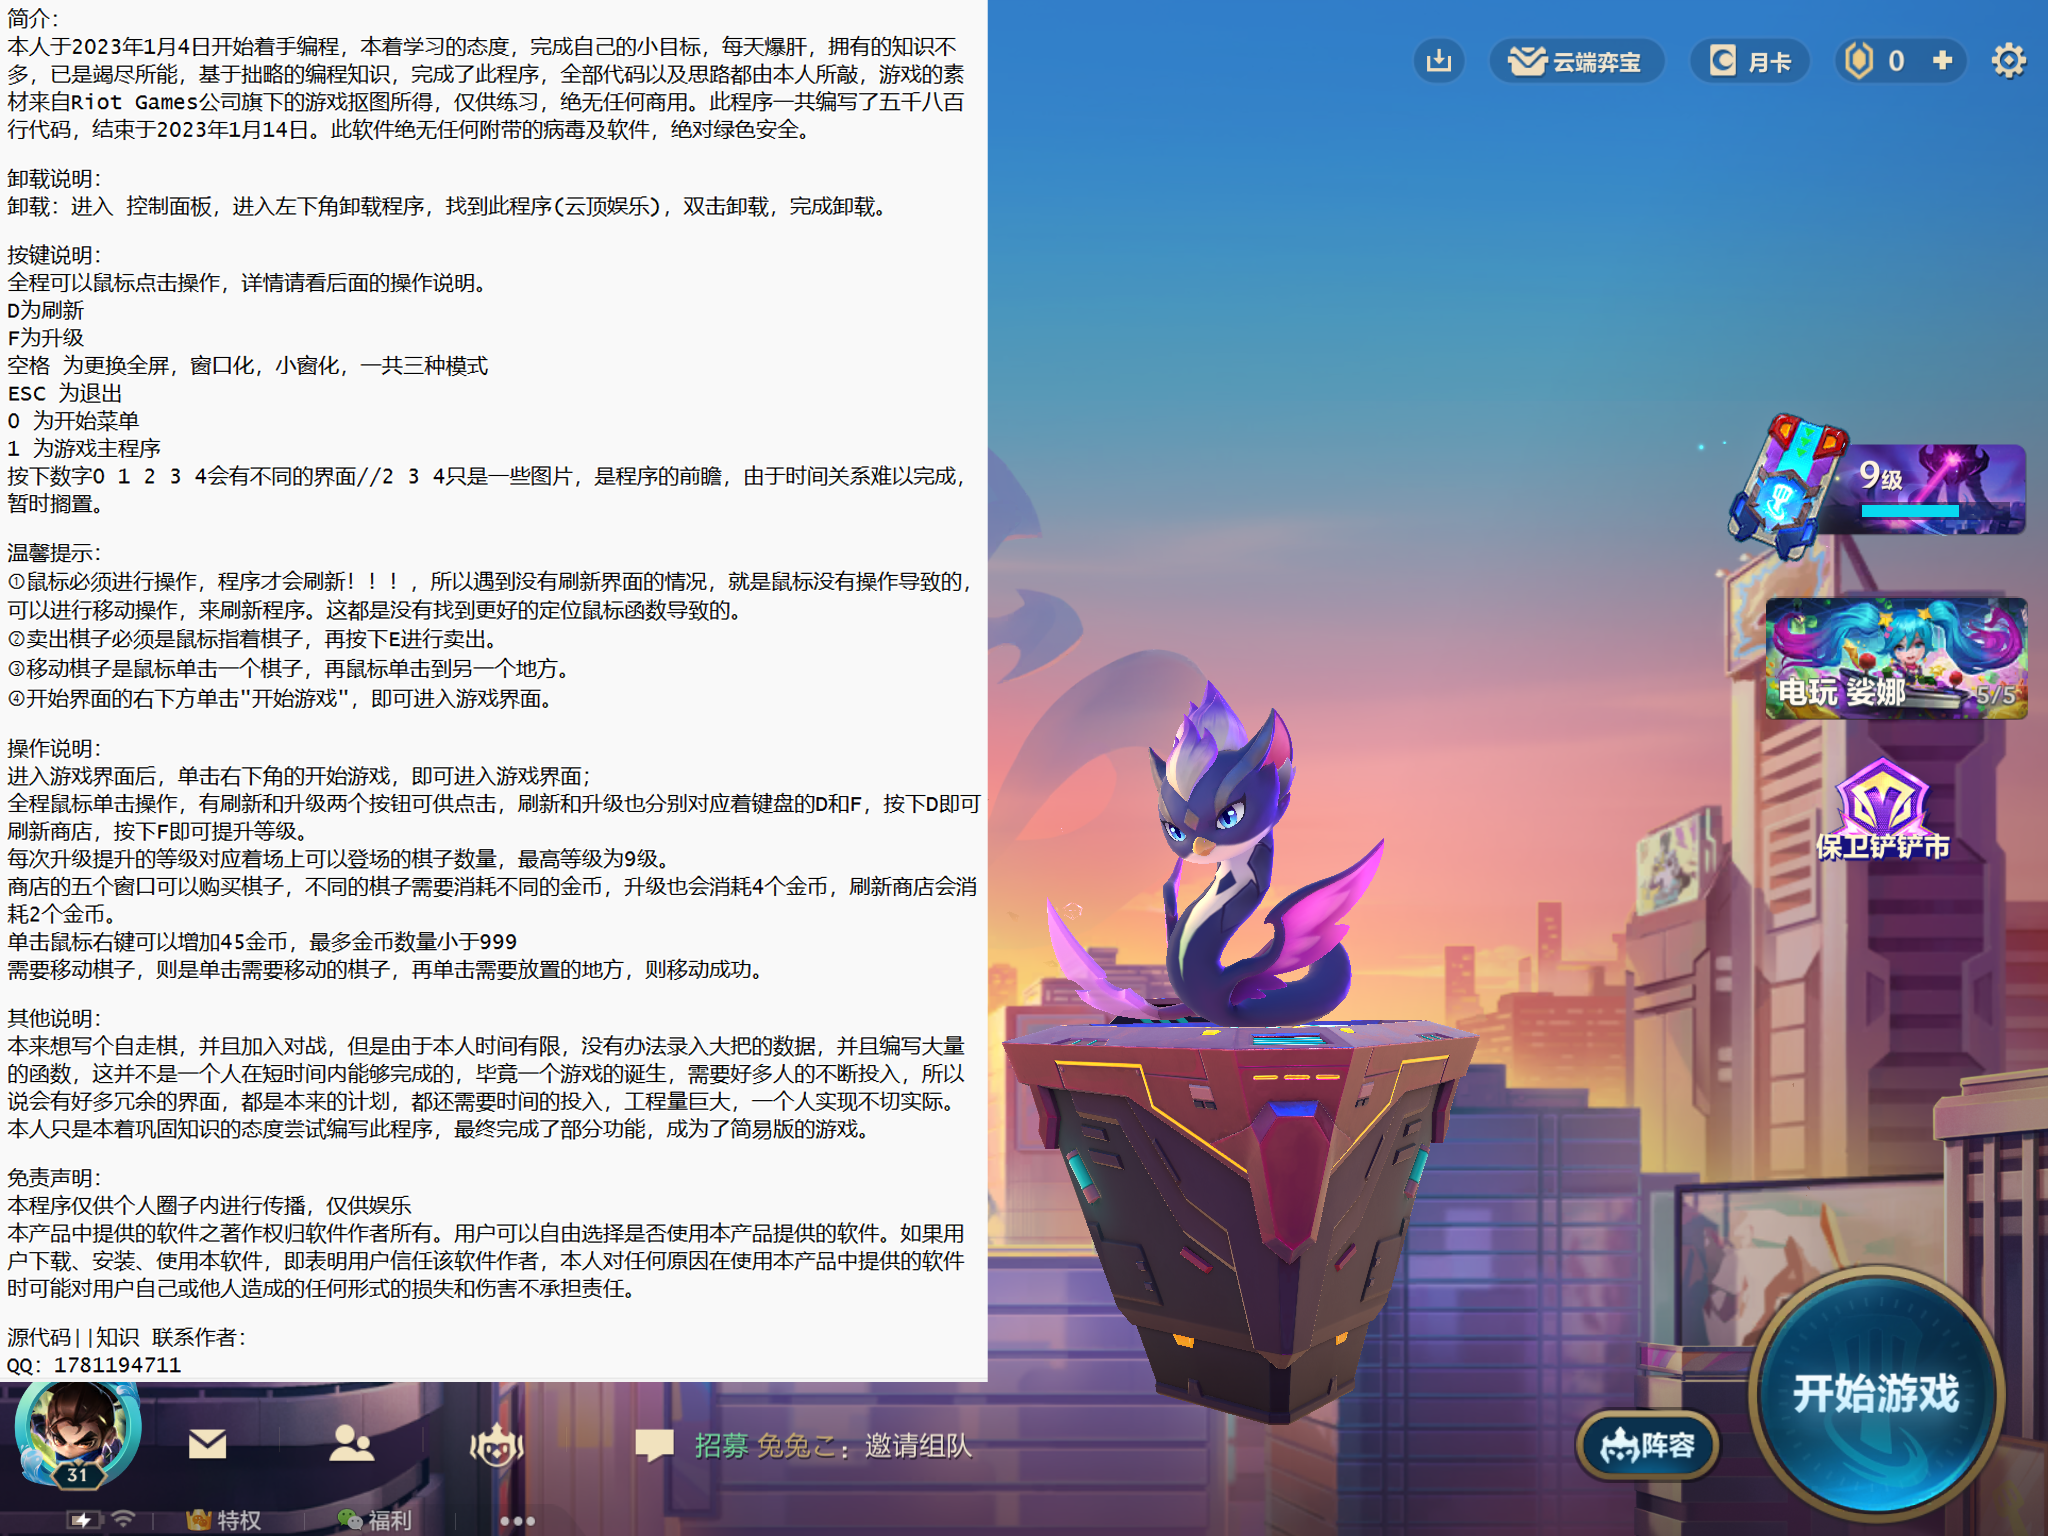 简介:
本人于2023年1月4日开始着手编程，本着学习的态度，完成自己的小目标，每天爆肝，拥有的知识不
多，已是竭尽所能，基于拙略的编程知识，完成了此程序，全部代码以及思路都由本人所敲，游戏的素
材来自Riot Games公司旗下的游戏抠图所得，仅供练习，绝无任何商用。此程序一共编写了五千八百
行代码，结束于2023年1月14日。此软件绝无任何附带的病毒及软件，绝对绿色安全。
卸载说明:
卸载: 进入 控制面板，进入左下角卸载程序，找到此程序(云顶娱乐)，双击卸载，完成卸载。
按键说明:
全程可以鼠标点击操作，详情请看后面的操作说明。
D为刷新
F为升级
空格 为更换全屏，窗口化，小窗化，一共三种模式
ESC 为退出
0 为开始菜单
1 为游戏主程序
按下数字0 1 2 3 4会有不同的界面//2 3 4只是一些图片，是程序的前瞻，由于时间关系难以完成，
暂时搁置。
温馨提示:
①鼠标必须进行操作，程序才会刷新！！！，所以遇到没有刷新界面的情况，就是鼠标没有操作导致的，
可以进行移动操作，来刷新程序。这都是没有找到更好的定位鼠标函数导致的。
②卖出棋子必须是鼠标指着棋子，再按下E进行卖出。
③移动棋子是鼠标单击一个棋子，再鼠标单击到另一个地方。
④开始界面的右下方单击"开始游戏"，即可进入游戏界面。
操作说明:
进入游戏界面后，单击右下角的开始游戏，即可进入游戏界面;
全程鼠标单击操作，有刷新和升级两个按钮可供点击，刷新和升级也分别对应着键盘的D和F，按下D即可
刷新商店，按下F即可提升等级。
每次升级提升的等级对应着场上可以登场的棋子数量，最高等级为9级。
商店的五个窗口可以购买棋子，不同的棋子需要消耗不同的金币，升级也会消耗4个金币，刷新商店会消
耗2个金币。
单击鼠标右键可以增加45金币，最多金币数量小于999
需要移动棋子，则是单击需要移动的棋子，再单击需要放置的地方，则移动成功。
其他说明:
本来想写个自走棋，并且加入对战，但是由于本人时间有限，没有办法录入大把的数据，并且编写大量
的函数，这并不是一个人在短时间内能够完成的，毕竟一个游戏的诞生，需要好多人的不断投入，所以
说会有好多冗余的界面，都是本来的计划，都还需要时间的投入，工程量巨大，一个人实现不切实际。
本人只是本着巩固知识的态度尝试编写此程序，最终完成了部分功能，成为了简易版的游戏。
免责声明:
本程序仅供个人圈子内进行传播，仅供娱乐
本产品中提供的软件之著作权归软件作者所有。用户可以自由选择是否使用本产品提供的软件。如果用
户下载、安装、使用本软件，即表明用户信任该软件作者，本人对任何原因在使用本产品中提供的软件
时可能对用户自己或他人造成的任何形式的损失和伤害不承担责任。
源代码||知识 联系作者:
QQ: 1781194711
云端弈宝 月卡 0
9级
电玩 娑娜 5/5
保卫铲铲市
开始游戏
阵容
31
招募 兔兔こ: 邀请组队
特权 福利